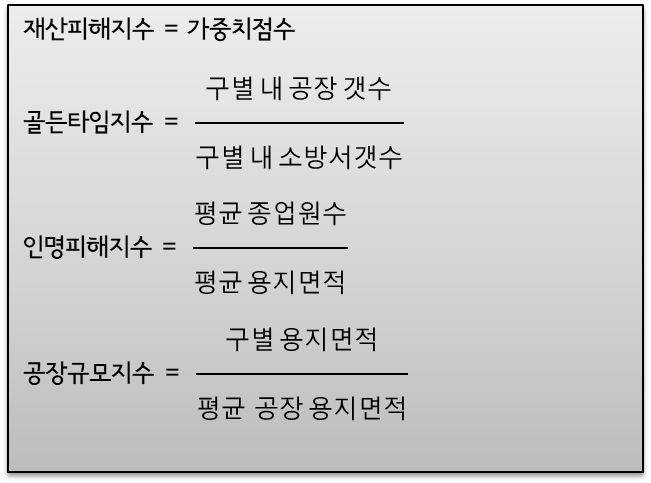 재산피해지수 = 가중치점수
구별 내 공장 갯수
골든타임지수 =
구별 내 소방서갯수
평균 종업원수
인명피해지수 =
평균 용지면적
구별 용지면적
공장규모지수 =
평균 공장 용지면적